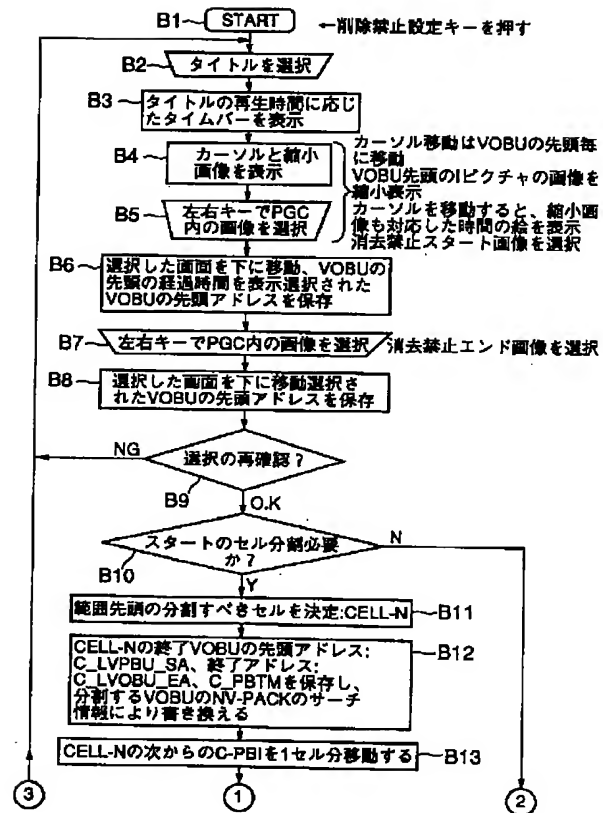 B1 START ←削除禁止設定キーを押す
B2 タイトルを選択
B3 タイトルの再生時間に応じ
たタイムバーを表示
B4 カーソルと縮小
画像を表示
カーソル移動はVOBUの先頭毎
に移動
VOBU先頭のIピクチャの画像を
縮小表示
カーソルを移動すると、縮小画
像も対応した時間の絵を表示
消去禁止スタート画像を選択
B5 左右キーでPGC
内の画像を選択
B6 選択した画面を下に移動、VOBUの
先頭の経過時間を表示選択された
VOBUの先頭アドレスを保存
B7 左右キーでPGC内の画像を選択 消去禁止エンド画像を選択
B8 選択した画面を下に移動選択さ
れたVOBUの先頭アドレスを保存
NG 選択の再確認?
B9
O.K
スタートのセル分割必要
か? N
B10
Y
範囲先頭の分割すべきセルを決定:CELL-N B11
CELL-Nの終了VOBUの先頭アドレス:
C_LVPBU_SA、終了アドレス:
C_LVOBU_EA、C_PBTMを保存し、
分割するVOBUのNV-PACKのサーチ
情報により書き換える
B12
CELL-Nの次からのC-PBIを1セル分移動する B13
3 1 2